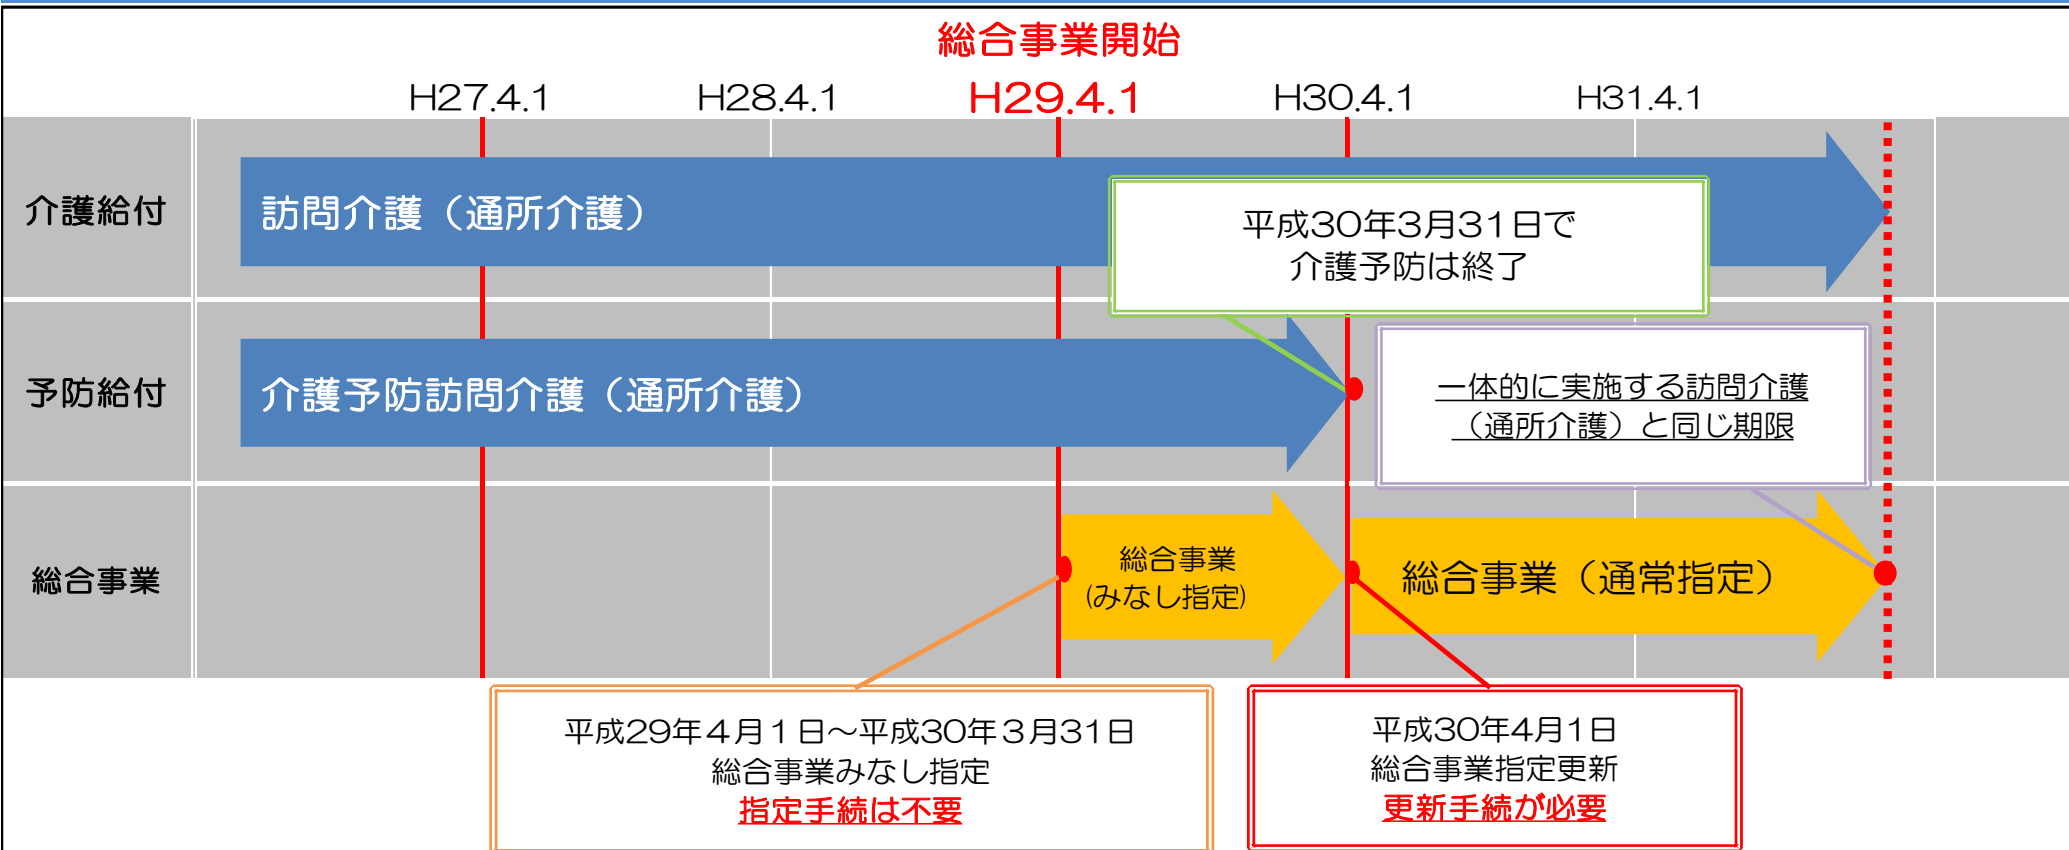 総合事業開始
H27.4.1
H28.4.1
H29.4.1
H30.4.1
H31.4.1
介護給付
訪問介護（通所介護）
平成30年3月31日で
介護予防は終了
予防給付
介護予防訪問介護（通所介護）
一体的に実施する訪問介護
（通所介護）と同じ期限
総合事業
総合事業
(みなし指定)
総合事業（通常指定）
平成29年４月１日～平成30年３月31日
総合事業みなし指定
指定手続は不要
平成30年4月1日
総合事業指定更新
更新手続が必要